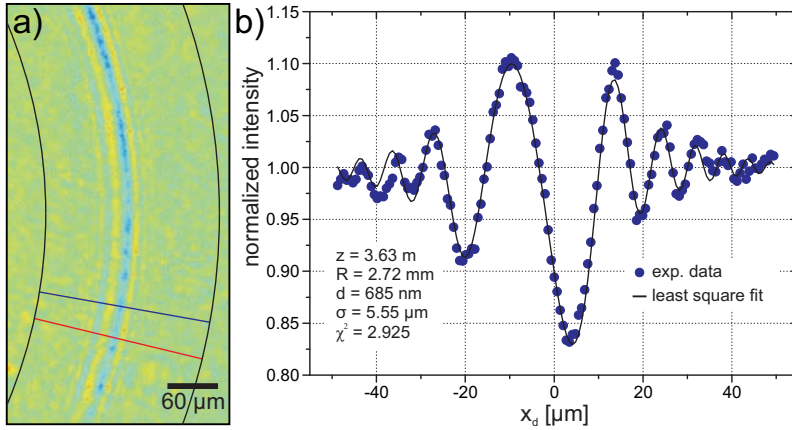 a)
60 μm
b)
normalized intensity
1.15
1.10
1.05
1.00
0.95
0.90
0.85
0.80
z = 3.63 m
R = 2.72 mm
d = 685 nm
σ = 5.55 μm
χ² = 2.925
exp. data
least square fit
-40 -20 0 20 40
x_d [μm]